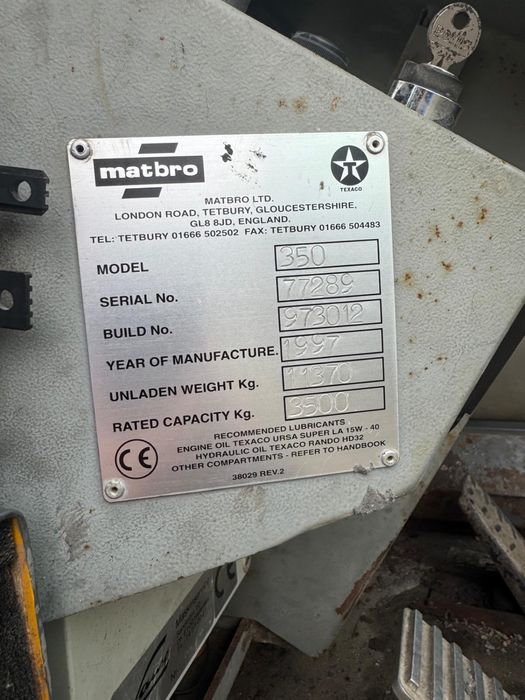 matbro
TEXACO
MATBRO LTD.
LONDON ROAD, TETBURY, GLOUCESTERSHIRE,
GL8 8JD, ENGLAND.
TEL: TETBURY 01666 502502 FAX: TETBURY 01666 504483
MODEL 350
SERIAL No. 77289
BUILD No. 973012
YEAR OF MANUFACTURE. 1997
UNLADEN WEIGHT Kg. 11370
RATED CAPACITY Kg. 3500
RECOMMENDED LUBRICANTS
ENGINE OIL TEXACO URSA SUPER LA 15W - 40
HYDRAULIC OIL TEXACO RANDO HD32
OTHER COMPARTMENTS - REFER TO HANDBOOK
CE
38029 REV.2
CE